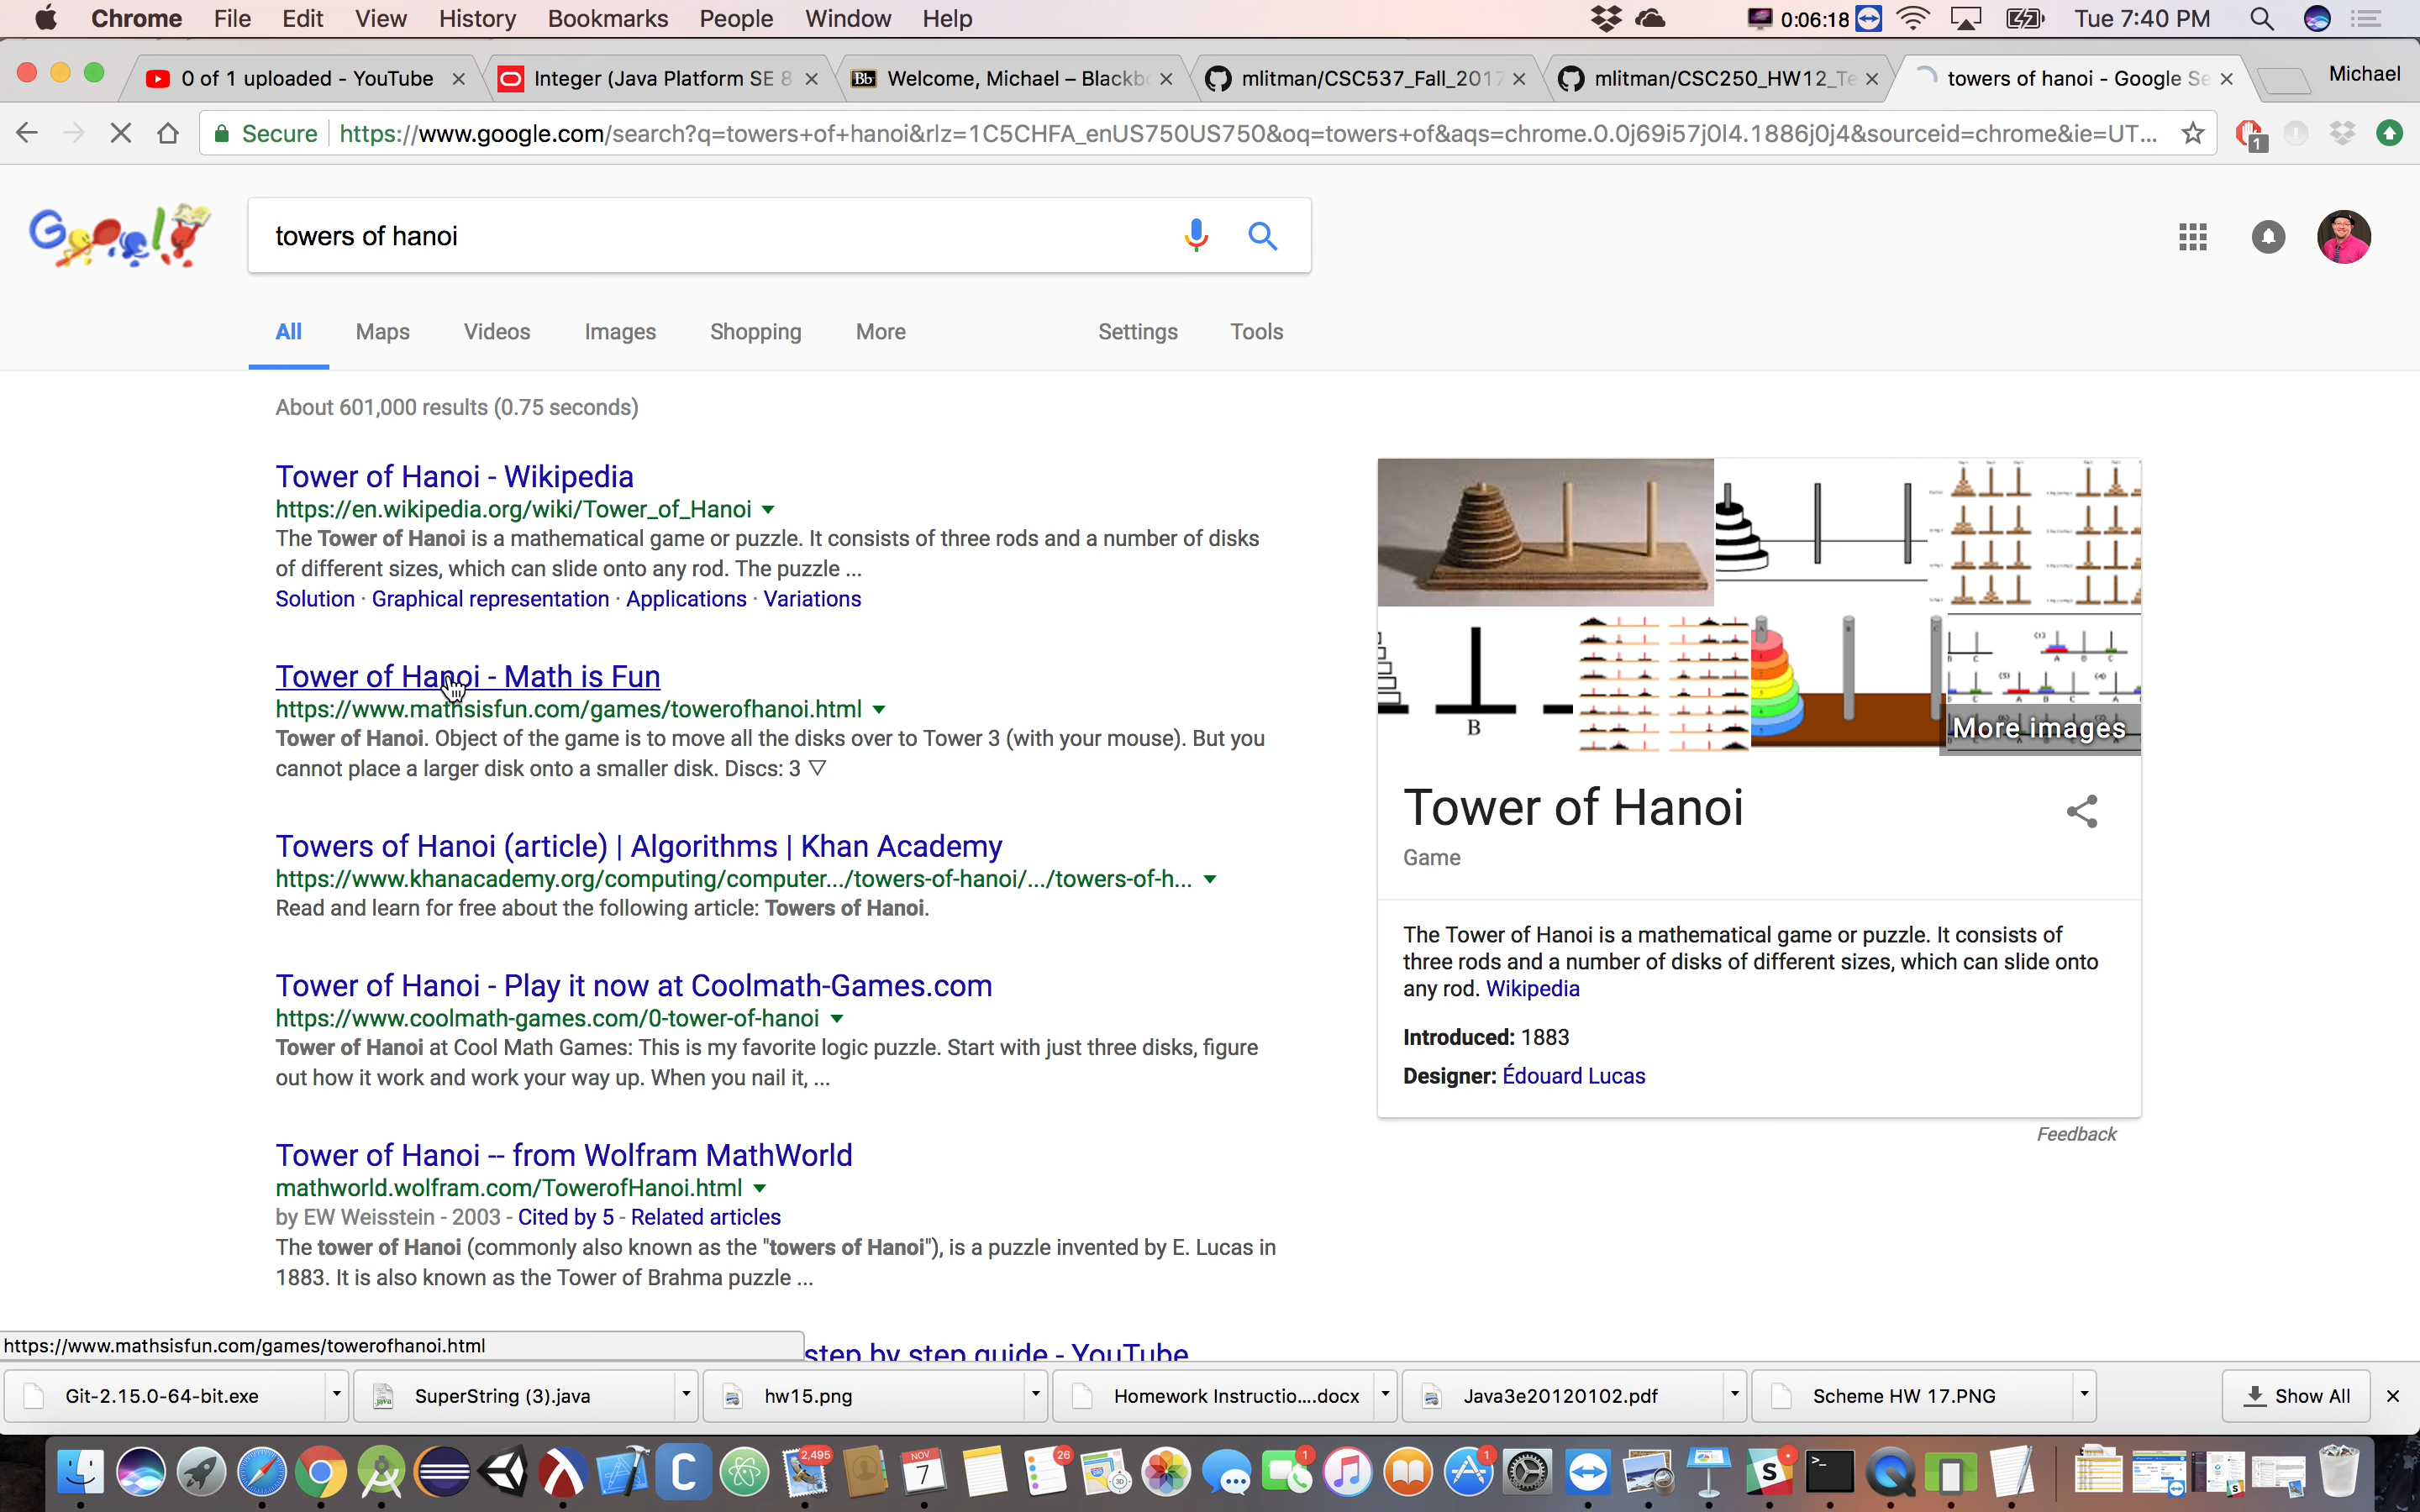 Chrome File Edit View History Bookmarks People Window Help 0:06:18 Tue 7:40 PM
0 of 1 uploaded - YouTube Integer (Java Platform SE 8 Bb Welcome, Michael – Blackb mlitman/CSC537_Fall_2017 mlitman/CSC250_HW12_Te towers of hanoi - Google Se Michael
Secure https://www.google.com/search?q=towers+of+hanoi&rlz=1C5CHFA_enUS750US750&oq=towers+of&aqs=chrome.0.0j69i57j0l4.1886j0j4&sourceid=chrome&ie=UT... 1
Google
towers of hanoi
All Maps Videos Images Shopping More Settings Tools
About 601,000 results (0.75 seconds)
Tower of Hanoi - Wikipedia
https://en.wikipedia.org/wiki/Tower_of_Hanoi
The Tower of Hanoi is a mathematical game or puzzle. It consists of three rods and a number of disks
of different sizes, which can slide onto any rod. The puzzle ...
Solution · Graphical representation · Applications · Variations
Tower of Hanoi - Math is Fun
https://www.mathsisfun.com/games/towerofhanoi.html
Tower of Hanoi. Object of the game is to move all the disks over to Tower 3 (with your mouse). But you
cannot place a larger disk onto a smaller disk. Discs: 3 ▽
Towers of Hanoi (article) | Algorithms | Khan Academy
https://www.khanacademy.org/computing/computer.../towers-of-hanoi/.../towers-of-h...
Read and learn for free about the following article: Towers of Hanoi.
Tower of Hanoi - Play it now at Coolmath-Games.com
https://www.coolmath-games.com/0-tower-of-hanoi
Tower of Hanoi at Cool Math Games: This is my favorite logic puzzle. Start with just three disks, figure
out how it work and work your way up. When you nail it, ...
Tower of Hanoi -- from Wolfram MathWorld
mathworld.wolfram.com/TowerofHanoi.html
by EW Weisstein - 2003 - Cited by 5 - Related articles
The tower of Hanoi (commonly also known as the "towers of Hanoi"), is a puzzle invented by E. Lucas in
1883. It is also known as the Tower of Brahma puzzle ...
step by step guide - YouTube
B
More images
Tower of Hanoi
Game
The Tower of Hanoi is a mathematical game or puzzle. It consists of
three rods and a number of disks of different sizes, which can slide onto
any rod. Wikipedia
Introduced: 1883
Designer: Édouard Lucas
Feedback
https://www.mathsisfun.com/games/towerofhanoi.html
Git-2.15.0-64-bit.exe SuperString (3).java hw15.png Homework Instructio....docx Java3e20120102.pdf Scheme HW 17.PNG Show All
C 2,495 NOV 7 26 1 1 S